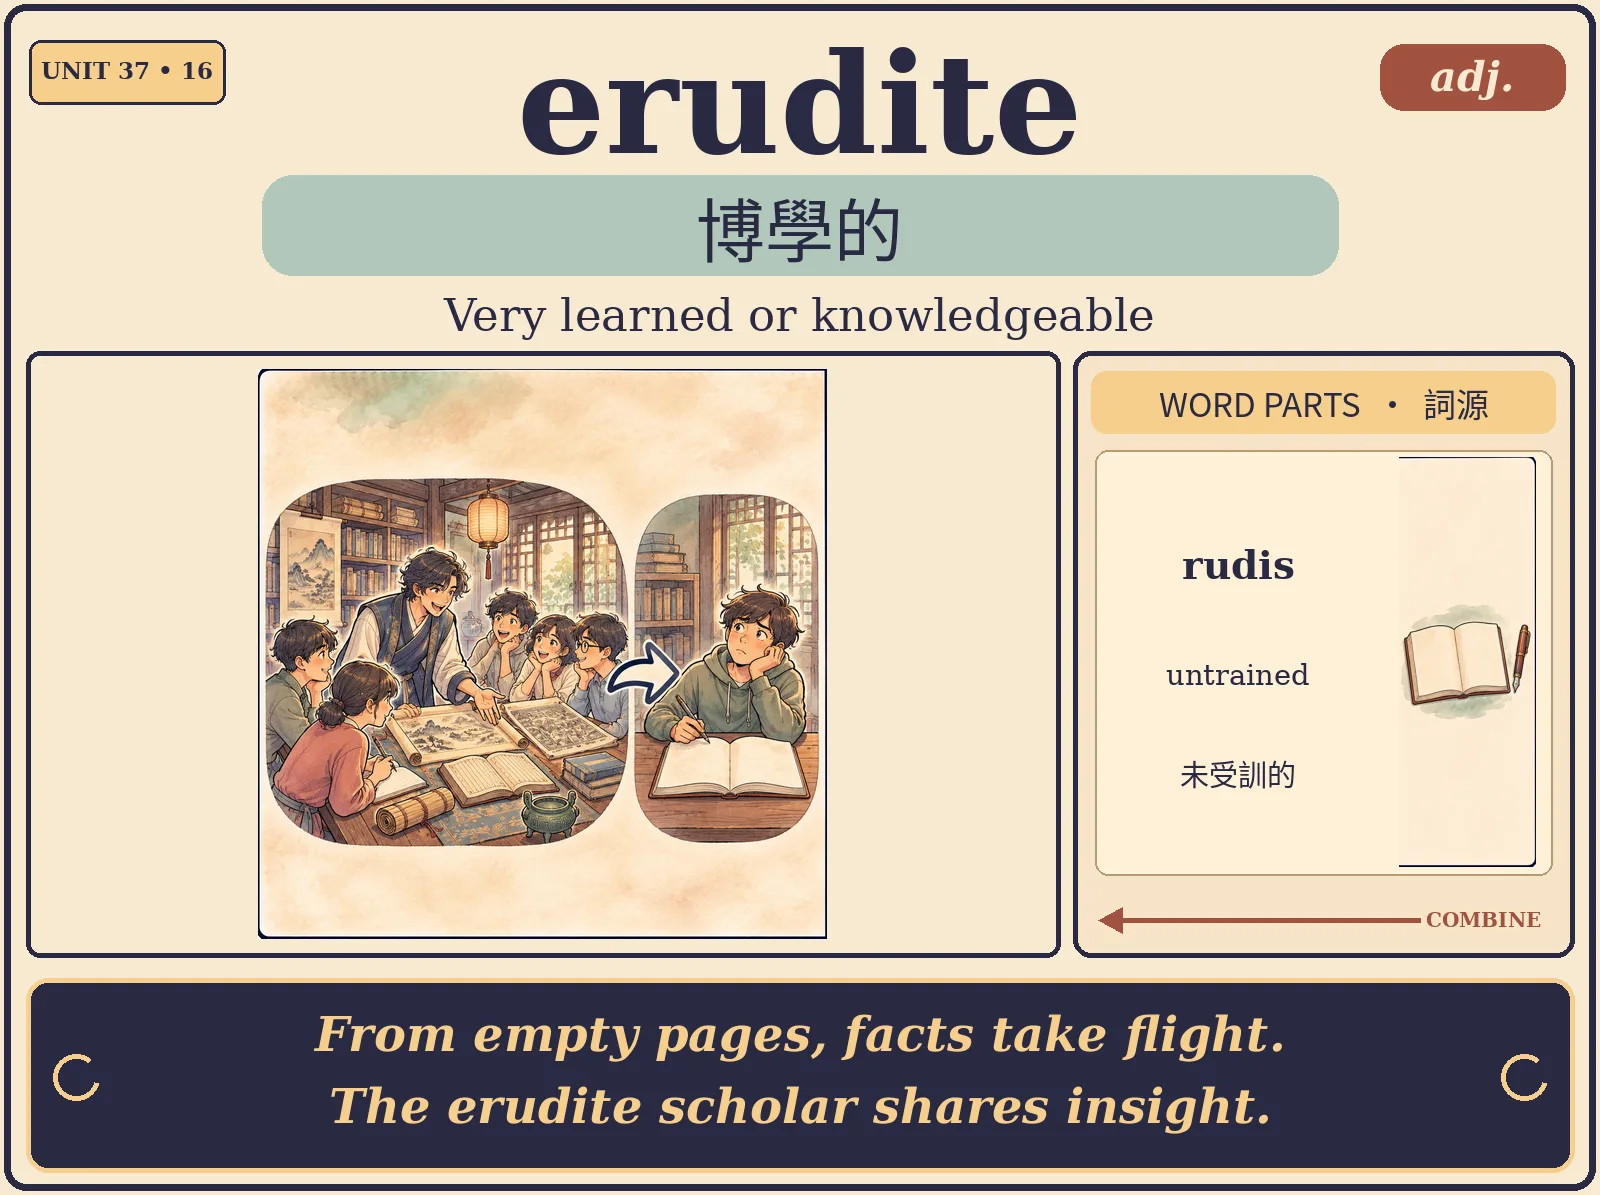 UNIT 37 • 16
erudite
adj.
博學的
Very learned or knowledgeable
WORD PARTS • 詞源
rudis
untrained
未受訓的
COMBINE
From empty pages, facts take flight.
The erudite scholar shares insight.